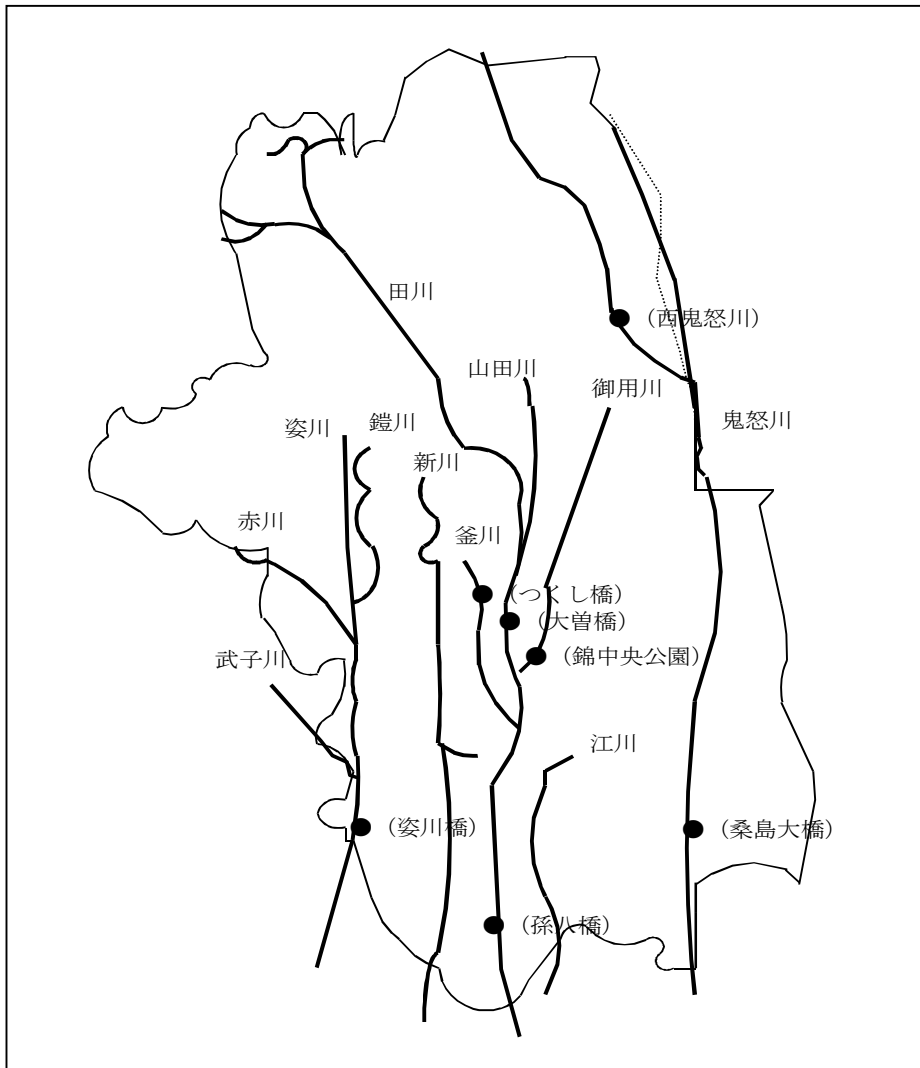 田川
（西鬼怒川）
山田川
御用川
鬼怒川
姿川
鎧川
新川
赤川
釜川
（つくし橋）
（大曽橋）
（錦中央公園）
武子川
江川
（姿川橋）
（桑島大橋）
（孫八橋）